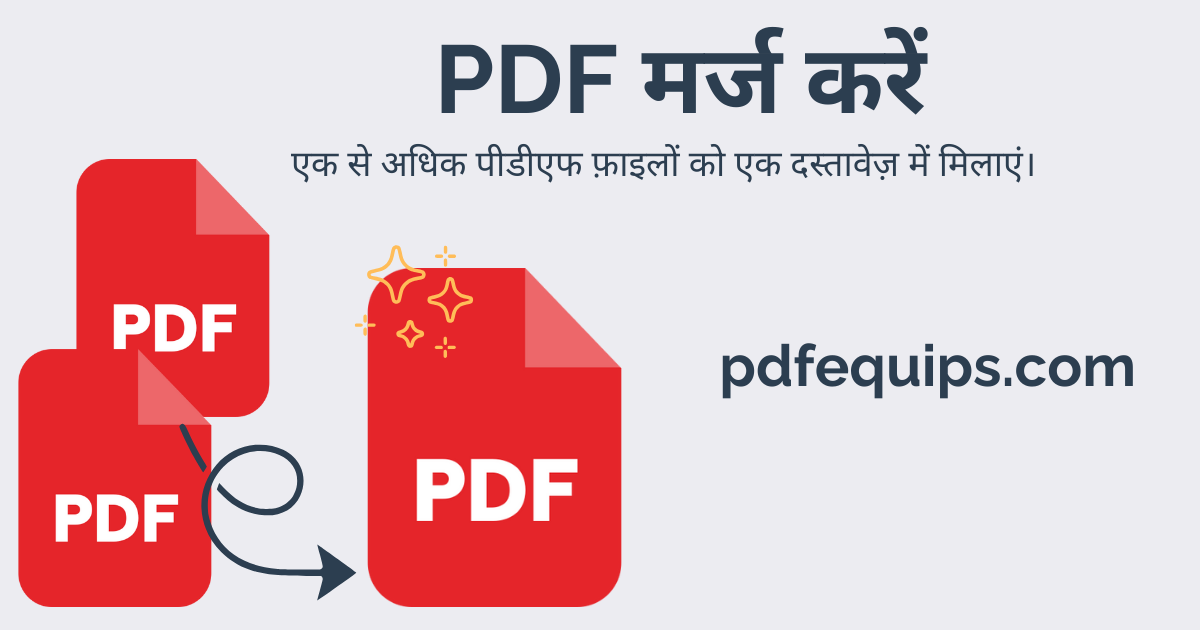 PDF मर्ज करें
एक से अधिक पीडीएफ फ़ाइलों को एक दस्तावेज़ में मिलाएं।
PDF
PDF
PDF
pdfequips.com